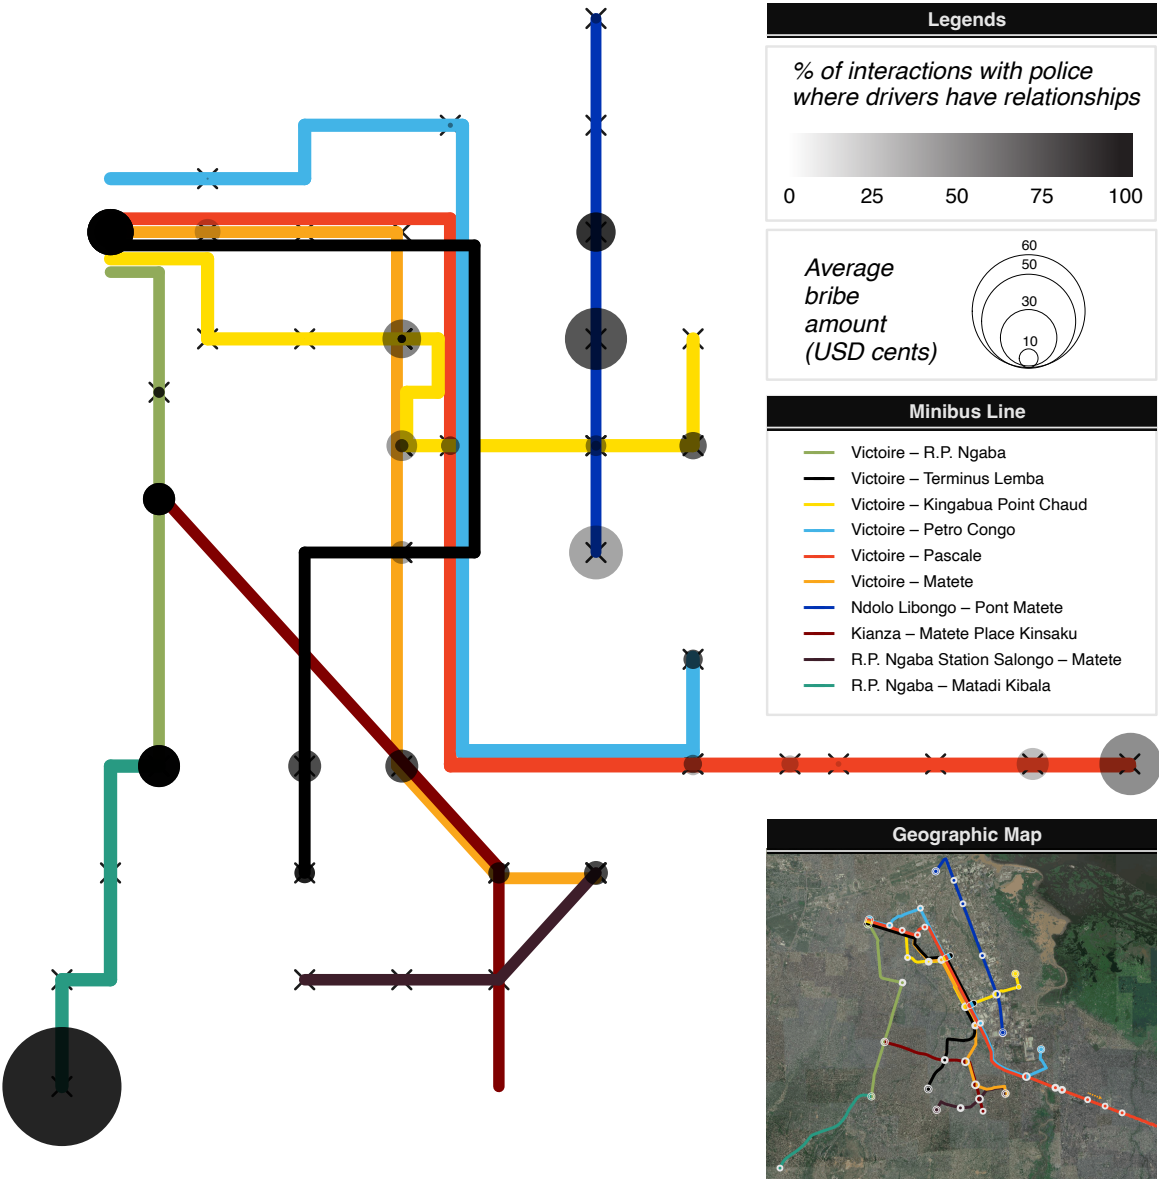 Legends
% of interactions with police
where drivers have relationships
0 25 50 75 100
Average
bribe
amount
(USD cents)
60
50
30
10
Minibus Line
Victoire – R.P. Ngaba
Victoire – Terminus Lemba
Victoire – Kingabua Point Chaud
Victoire – Petro Congo
Victoire – Pascale
Victoire – Matete
Ndolo Libongo – Pont Matete
Kianza – Matete Place Kinsaku
R.P. Ngaba Station Salongo – Matete
R.P. Ngaba – Matadi Kibala
Geographic Map